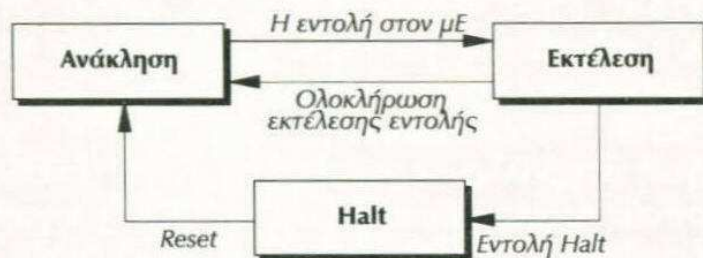 Η εντολή στον μΕ
Ανάκληση
Εκτέλεση
Ολοκλήρωση
εκτέλεσης εντολής
Halt
Reset
Εντολή Halt